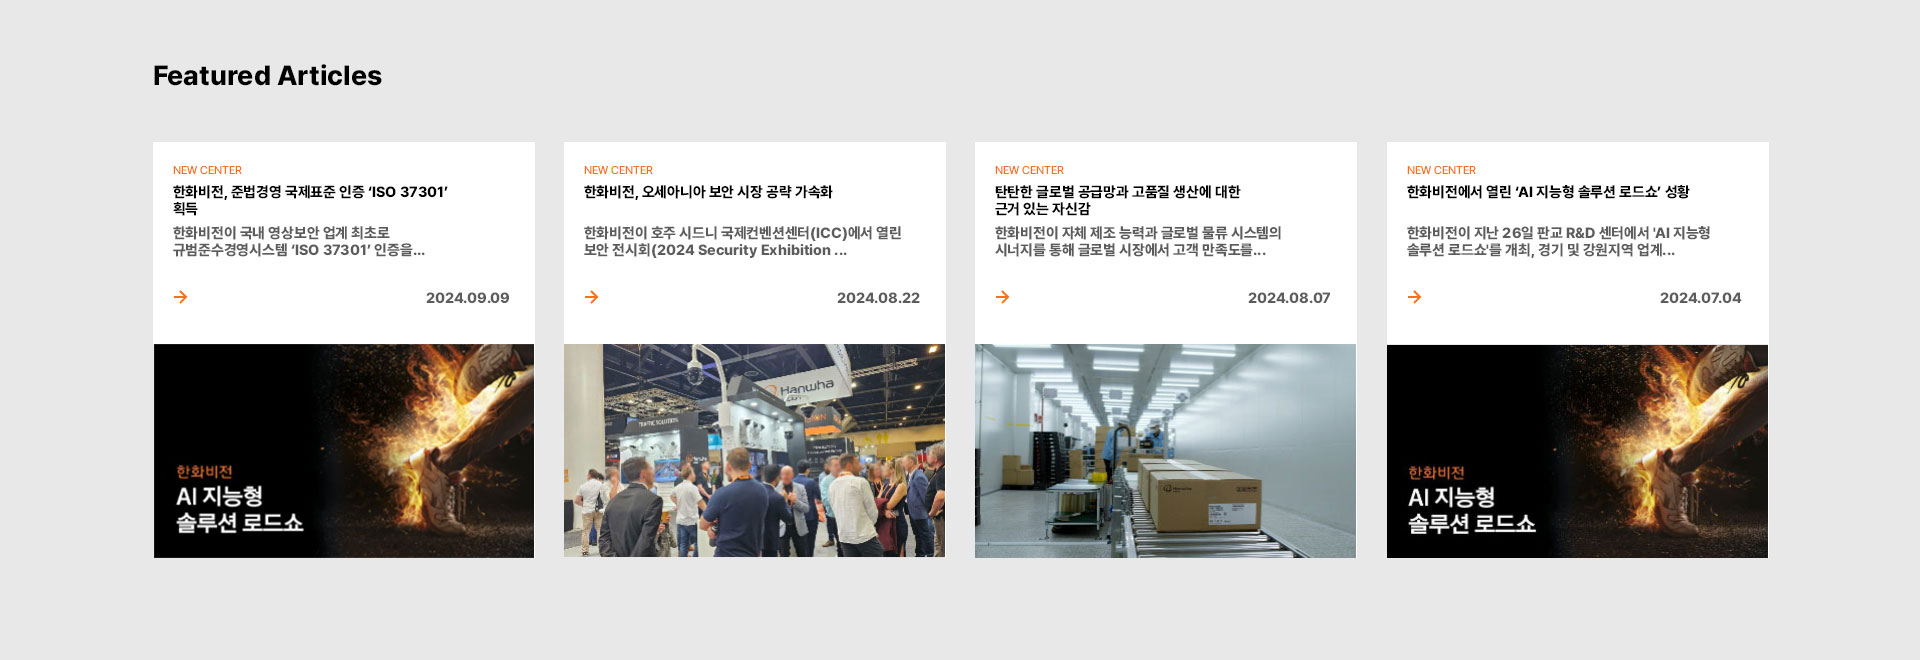 Featured Articles
NEW CENTER
한화비전, 준법경영 국제표준 인증 ‘ISO 37301’
획득
한화비전이 국내 영상보안 업계 최초로
규범준수경영시스템 ‘ISO 37301’ 인증을...
2024.09.09
한화비전
AI 지능형
솔루션 로드쇼
NEW CENTER
한화비전, 오세아니아 보안 시장 공략 가속화
한화비전이 호주 시드니 국제컨벤션센터(ICC)에서 열린
보안 전시회(2024 Security Exhibition ...
2024.08.22
Hanwha
TRAFFIC SOLUTION
NEW CENTER
탄탄한 글로벌 공급망과 고품질 생산에 대한
근거 있는 자신감
한화비전이 자체 제조 능력과 글로벌 물류 시스템의
시너지를 통해 글로벌 시장에서 고객 만족도를...
2024.08.07
Hanwha
NEW CENTER
한화비전에서 열린 ‘AI 지능형 솔루션 로드쇼’ 성황
한화비전이 지난 26일 판교 R&D 센터에서 'AI 지능형
솔루션 로드쇼'를 개최, 경기 및 강원지역 업계...
2024.07.04
한화비전
AI 지능형
솔루션 로드쇼